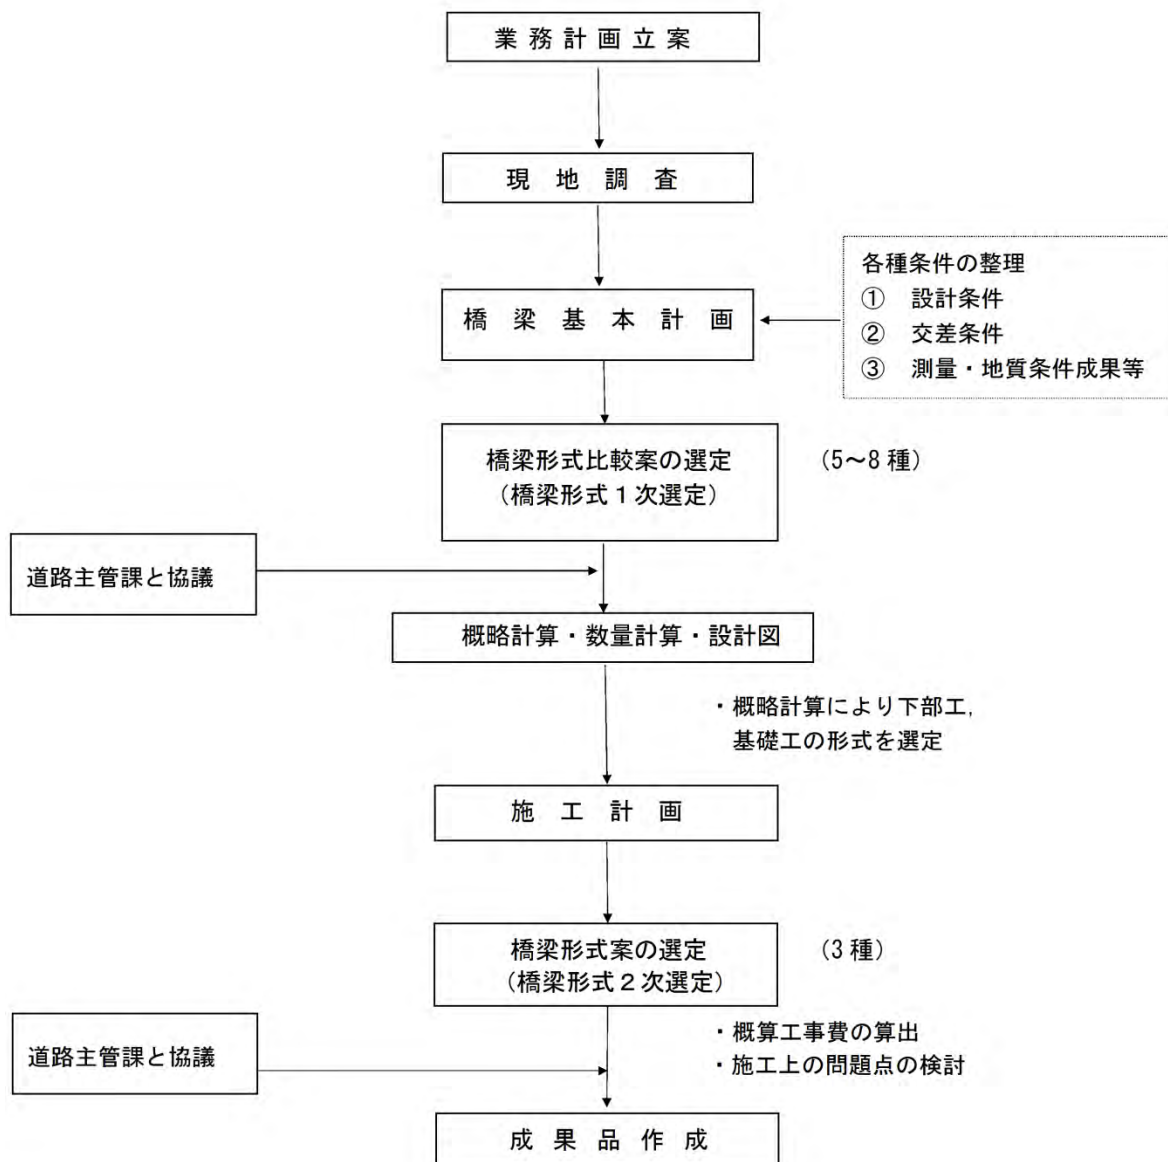 業務計画立案
現地調査
各種条件の整理
① 設計条件
② 交差条件
③ 測量・地質条件成果等
橋梁基本計画
橋梁形式比較案の選定
（橋梁形式１次選定）
（5～8 種）
道路主管課と協議
概略計算・数量計算・設計図
・概略計算により下部工，
基礎工の形式を選定
施工計画
橋梁形式案の選定
（橋梁形式２次選定）
（3 種）
・概算工事費の算出
・施工上の問題点の検討
道路主管課と協議
成果品作成